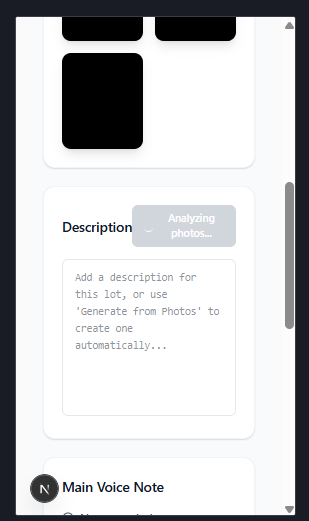 Description
Analyzing
photos...
Add a description for
this lot, or use
'Generate from Photos' to
create one
automatically...
N
Main Voice Note